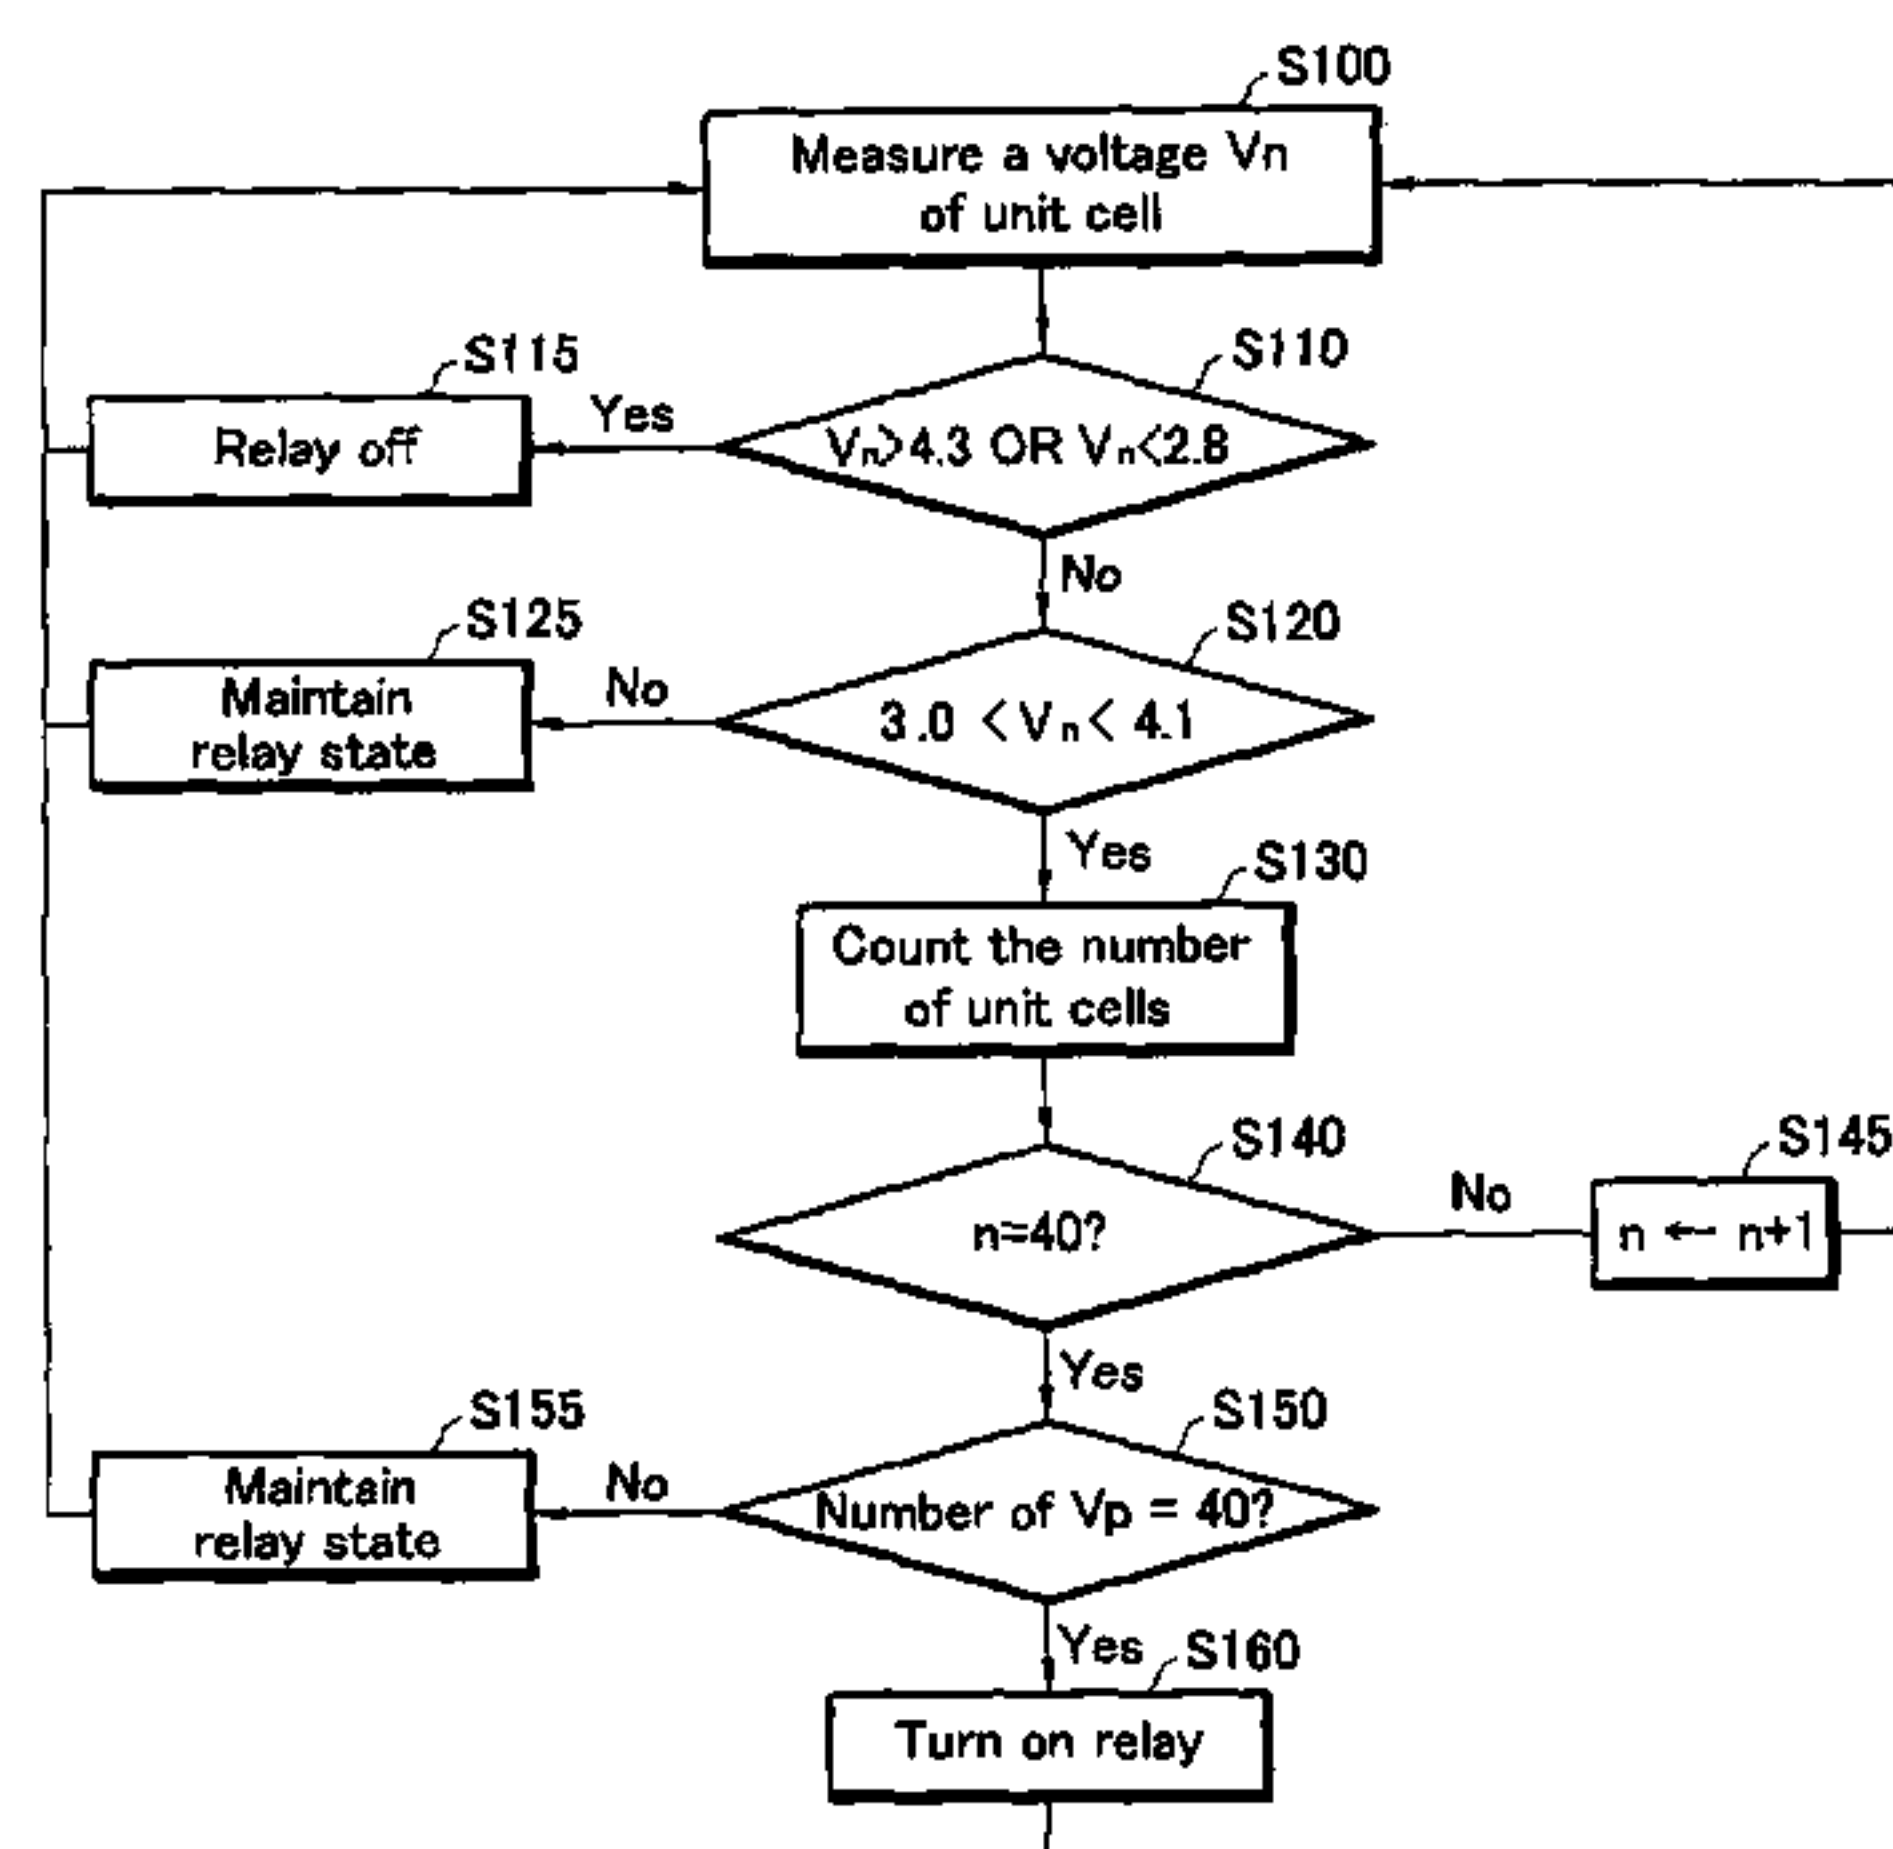 S100
Measure a voltage Vn
of unit cell
S115
S110
Relay off
Yes
Vn>4.3 OR Vn<2.8
No
S125
S120
Maintain
relay state
No
3.0 < Vn < 4.1
Yes
S130
Count the number
of unit cells
S140
S145
n=40?
No
n ← n+1
Yes
S155
S150
Maintain
relay state
No
Number of Vp = 40?
Yes
S160
Turn on relay